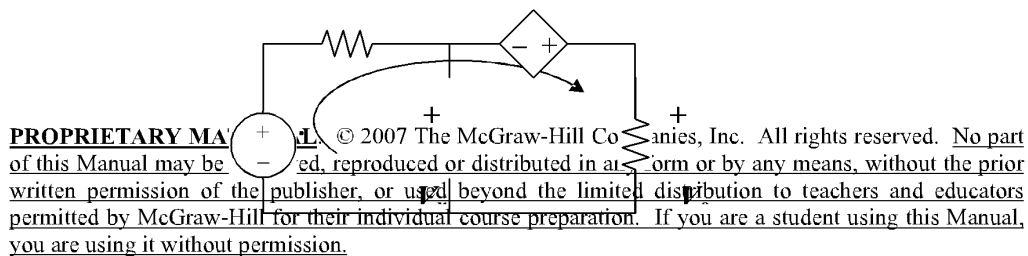 − +
+ +
PROPRIETARY MA L. © 2007 The McGraw-Hill Co anies, Inc. All rights reserved. No part
of this Manual may be ed, reproduced or distributed in any form or by any means, without the prior
written permission of the publisher, or used beyond the limited distribution to teachers and educators
permitted by McGraw-Hill for their individual course preparation. If you are a student using this Manual,
you are using it without permission.